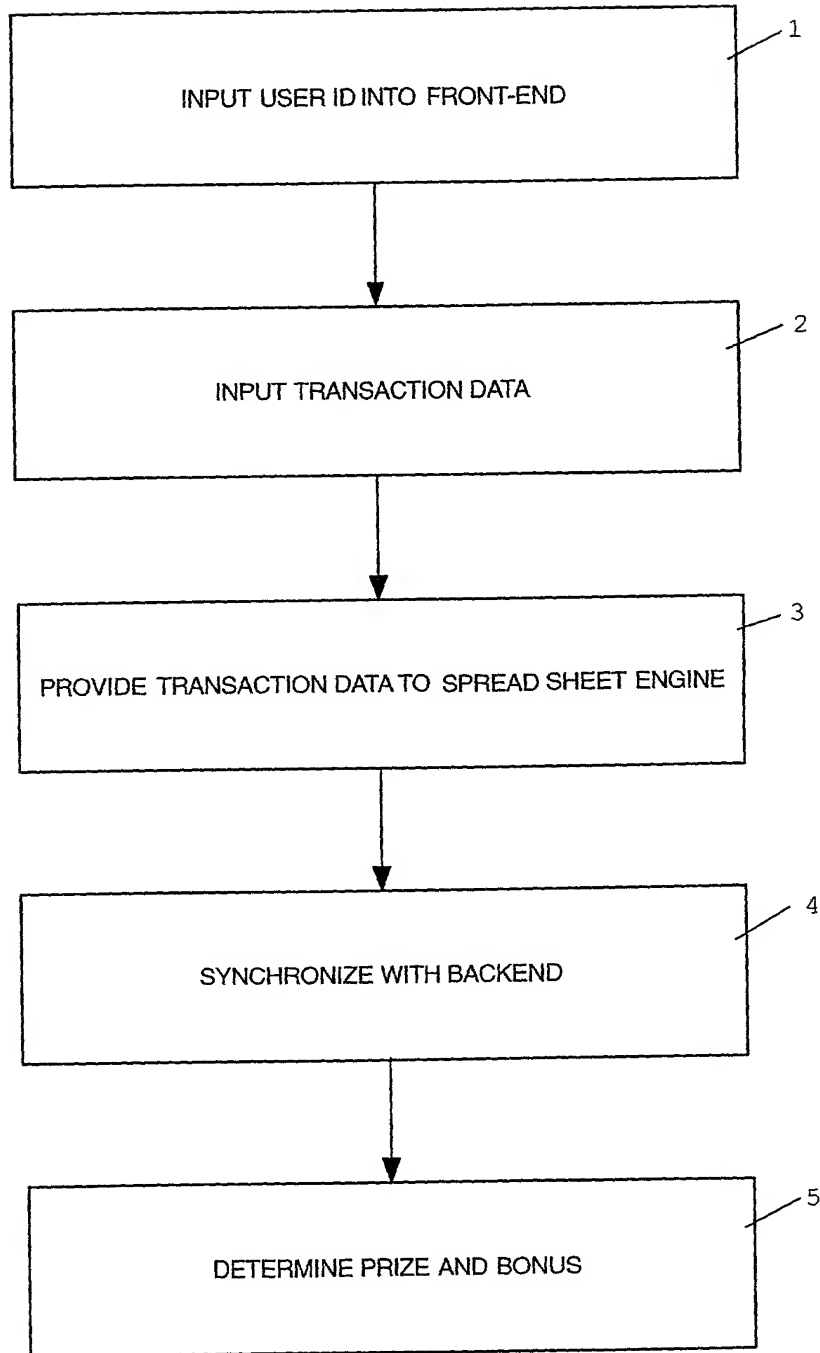 1
INPUT USER ID INTO FRONT-END
2
INPUT TRANSACTION DATA
3
PROVIDE TRANSACTION DATA TO SPREAD SHEET ENGINE
4
SYNCHRONIZE WITH BACKEND
5
DETERMINE PRIZE AND BONUS